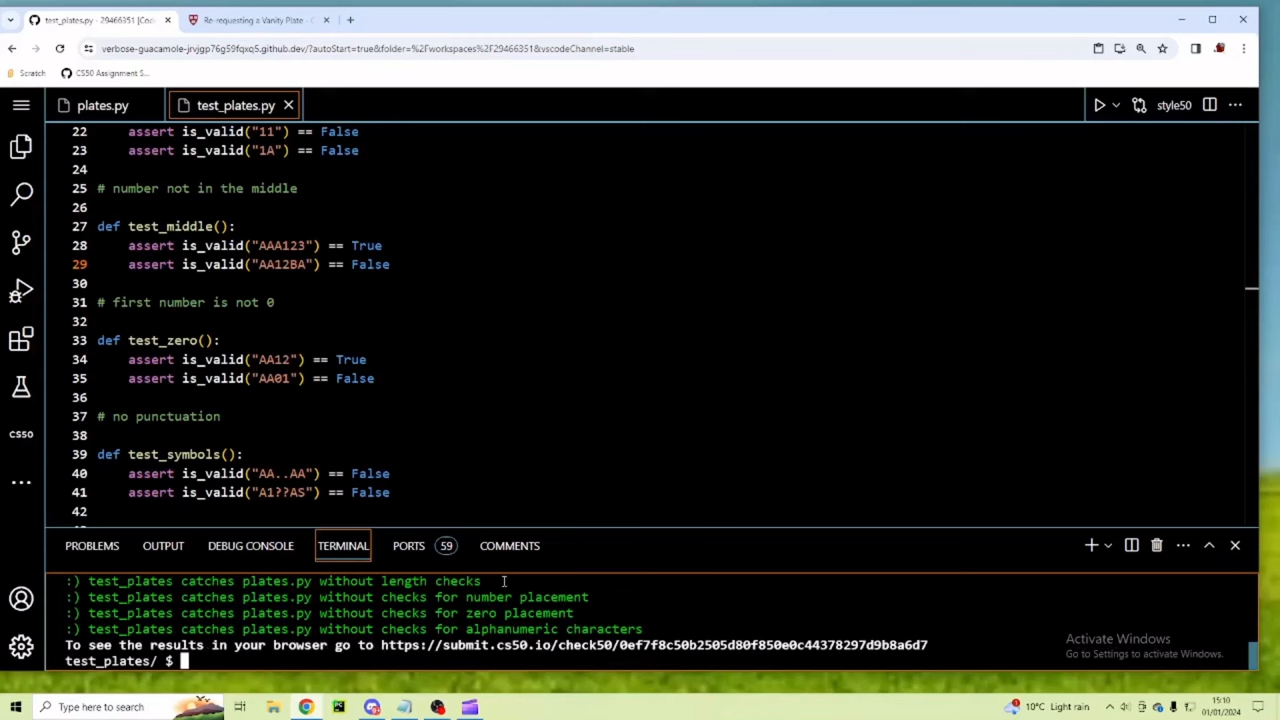 test_plates.py - 29466351 [Cod
Re-requesting a Vanity Plate - C
verbose-guacamole-jrvjgp76g59fqxq5.github.dev/?autoStart=true&folder=%2Fworkspaces%2F29466351&vscodeChannel=stable
Scratch
CS50 Assignment S...
plates.py
test_plates.py
style50
22 assert is_valid("11") == False
23 assert is_valid("1A") == False
24
25 # number not in the middle
26
27 def test_middle():
28 assert is_valid("AAA123") == True
29 assert is_valid("AA12BA") == False
30
31 # first number is not 0
32
33 def test_zero():
34 assert is_valid("AA12") == True
35 assert is_valid("AA01") == False
36
37 # no punctuation
38
39 def test_symbols():
40 assert is_valid("AA..AA") == False
41 assert is_valid("A1??AS") == False
42
CS50
PROBLEMS OUTPUT DEBUG CONSOLE TERMINAL PORTS 59 COMMENTS
:) test_plates catches plates.py without length checks
:) test_plates catches plates.py without checks for number placement
:) test_plates catches plates.py without checks for zero placement
:) test_plates catches plates.py without checks for alphanumeric characters
To see the results in your browser go to https://submit.cs50.io/check50/0ef7f8c50b2505d80f850e0c44378297d9b8a6d7
test_plates/ $
Activate Windows
Go to Settings to activate Windows.
Type here to search
10°C Light rain
15:10
01/01/2024